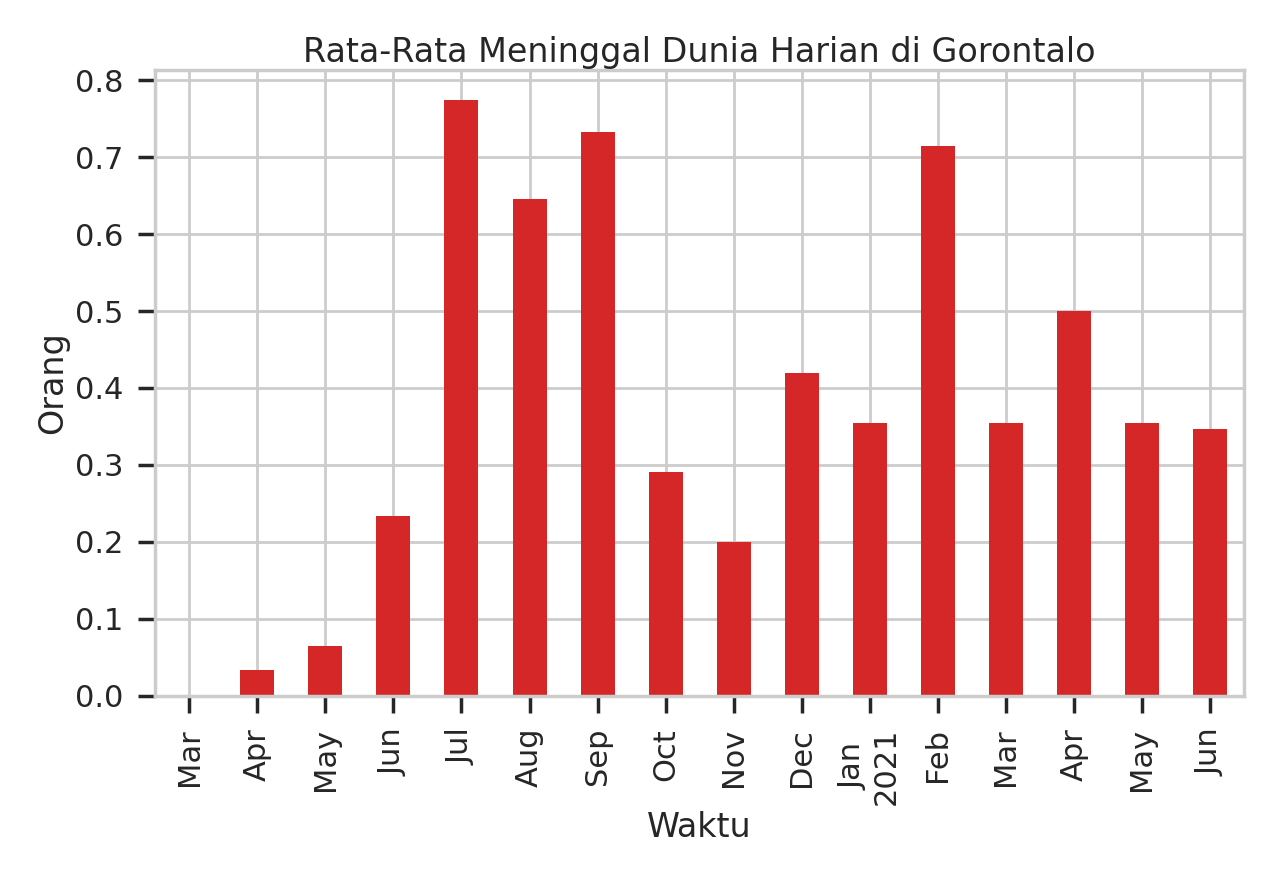 Rata-Rata Meninggal Dunia Harian di Gorontalo
0.8
0.7
0.6
0.5
0.4
0.3
0.2
0.1
0.0
Orang
Mar
Apr
May
Jun
Jul
Aug
Sep
Oct
Nov
Dec
Jan
2021
Feb
Mar
Apr
May
Jun
Waktu